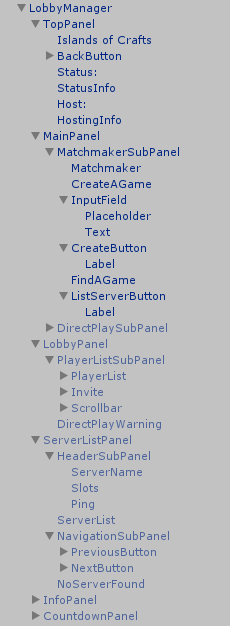 LobbyManager
TopPanel
Islands of Crafts
BackButton
Status:
StatusInfo
Host:
HostingInfo
MainPanel
MatchmakerSubPanel
Matchmaker
CreateAGame
InputField
Placeholder
Text
CreateButton
Label
FindAGame
ListServerButton
Label
DirectPlaySubPanel
LobbyPanel
PlayerListSubPanel
PlayerList
Invite
Scrollbar
DirectPlayWarning
ServerListPanel
HeaderSubPanel
ServerName
Slots
Ping
ServerList
NavigationSubPanel
PreviousButton
NextButton
NoServerFound
InfoPanel
CountdownPanel